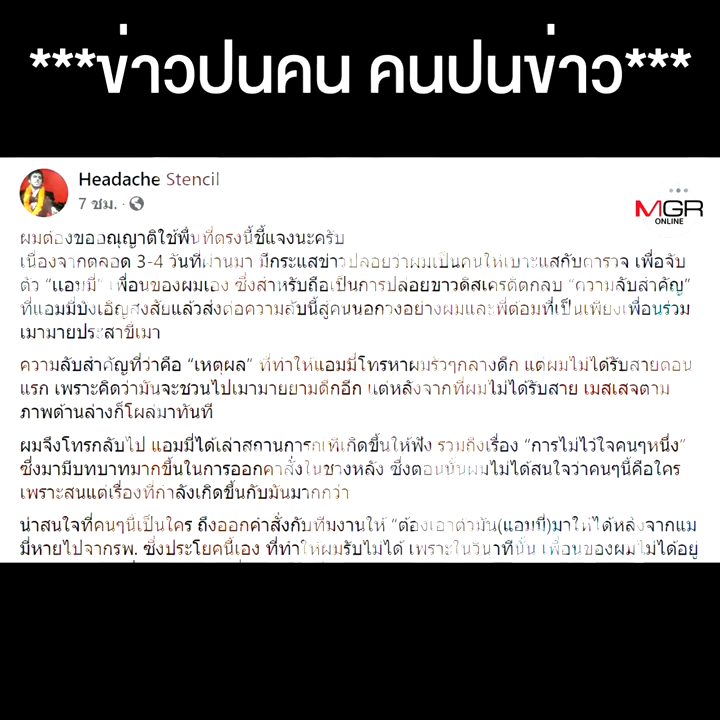 ***ข่าวปนคน คนปนข่าว***
Headache Stencil
7 ชม.
MGR
ONLINE
ผมต้องขออณุญาติใช้พื้นที่ตรงนี้ชี้แจงนะครับ
เนื่องจากตลอด 3-4 วันที่ผ่านมา มีกระแสข่าวปล่อยว่าผมเป็นคนให้เบาะแสกับตำรวจ เพื่อจับ
ตัว "แอมมี่" เพื่อนของผมเอง ซึ่งสำหรับถือเป็นการปล่อยข่าวดิสเครดิตกลบ "ความลับสำคัญ"
ที่แอมมี่บังเอิญสงสัยแล้วส่งต่อความลับนี้สู่คนนอกวงอย่างผมและพี่ต้อมที่เป็นเพียงเพื่อนร่วม
เมามายประสาขี้เมา
ความลับสำคัญที่ว่าคือ "เหตุผล" ที่ทำให้แอมมี่โทรหาผมรัวๆกลางดึก แต่ผมไม่ได้รับสายตอน
แรก เพราะคิดว่ามันจะชวนไปเมามายยามดึกอีก แต่หลังจากที่ผมไม่ได้รับสาย เมสเสจตาม
ภาพด้านล่างก็โผล่มาทันที
ผมจึงโทรกลับไป แอมมี่ได้เล่าสถานการณ์ที่เกิดขึ้นให้ฟัง รวมถึงเรื่อง "การไม่ไว้ใจคนๆหนึ่ง"
ซึ่งมามีบทบาทมากขึ้นในการออกคำสั่งในช่วงหลัง ซึ่งตอนนั้นผมไม่ได้สนใจว่าคนๆนี้คือใคร
เพราะสนแต่เรื่องที่กำลังเกิดขึ้นกับมันมากกว่า
น่าสนใจที่คนๆนี้เป็นใคร ถึงออกคำสั่งกับทีมงานให้ "ต้องเอาตัวมัน(แอมมี่)มาให้ได้หลังจากแม
มี่หายไปจากรพ. ซึ่งประโยคนี้เอง ที่ทำให้ผมรับไม่ได้ เพราะในวินาทีนั้น เพื่อนของผมไม่ได้อยู่